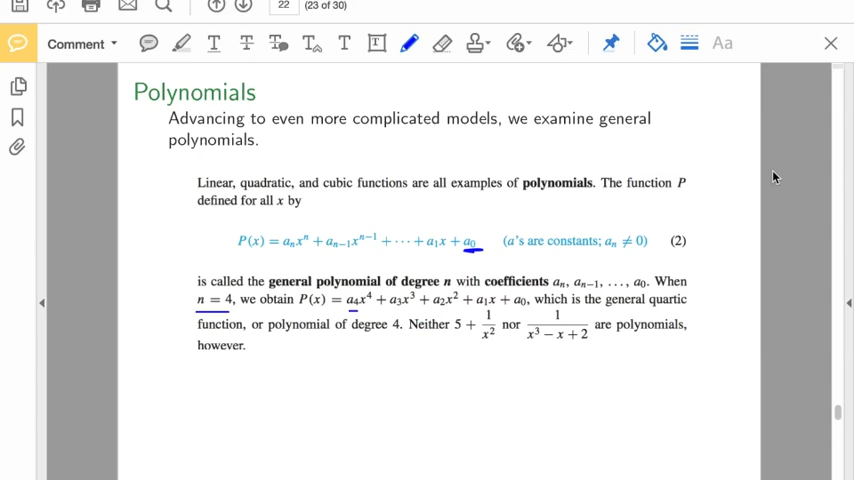 22 (23 of 30)
Comment
Aa
Polynomials
Advancing to even more complicated models, we examine general
polynomials.
Linear, quadratic, and cubic functions are all examples of polynomials. The function P
defined for all x by
P(x) = aₙxⁿ + aₙ₋₁xⁿ⁻¹ + ⋯ + a₁x + a₀ (a's are constants; aₙ ≠ 0) (2)
is called the general polynomial of degree n with coefficients aₙ, aₙ₋₁, …, a₀. When
n = 4, we obtain P(x) = a₄x⁴ + a₃x³ + a₂x² + a₁x + a₀, which is the general quartic
function, or polynomial of degree 4. Neither 5 + 1/x² nor 1/(x³ − x + 2) are polynomials,
however.